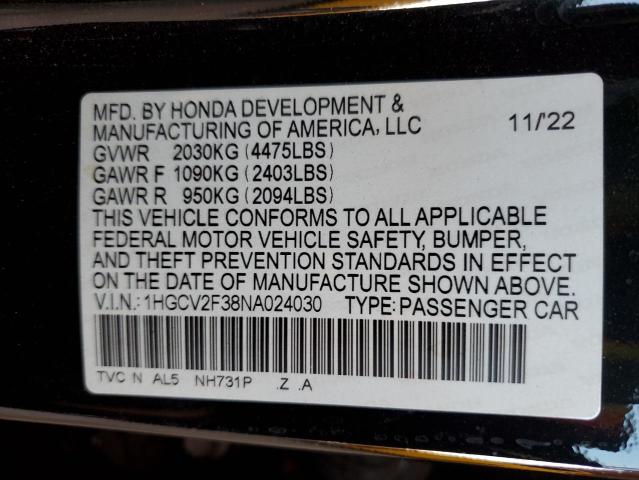 MFD. BY HONDA DEVELOPMENT &
MANUFACTURING OF AMERICA, LLC 11/'22
GVWR 2030KG (4475LBS)
GAWR F 1090KG (2403LBS)
GAWR R 950KG (2094LBS)
THIS VEHICLE CONFORMS TO ALL APPLICABLE
FEDERAL MOTOR VEHICLE SAFETY, BUMPER,
AND THEFT PREVENTION STANDARDS IN EFFECT
ON THE DATE OF MANUFACTURE SHOWN ABOVE.
V.I.N.: 1HGCV2F38NA024030 TYPE: PASSENGER CAR
TVC N AL5 NH731P .Z .A